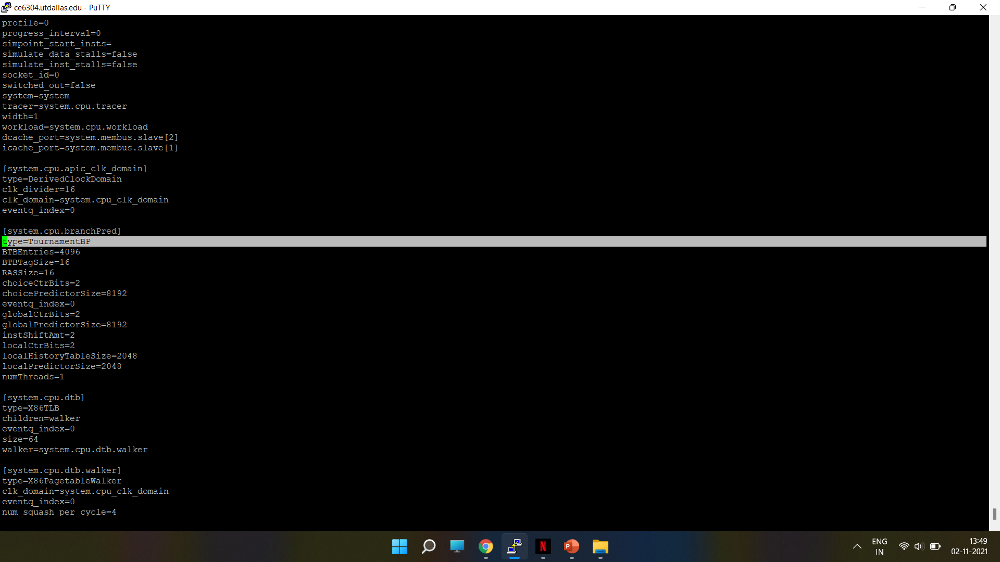 ce6304.utdallas.edu - PuTTY
profile=0
progress_interval=0
simpoint_start_insts=
simulate_data_stalls=false
simulate_inst_stalls=false
socket_id=0
switched_out=false
system=system
tracer=system.cpu.tracer
width=1
workload=system.cpu.workload
dcache_port=system.membus.slave[2]
icache_port=system.membus.slave[1]

[system.cpu.apic_clk_domain]
type=DerivedClockDomain
clk_divider=16
clk_domain=system.cpu_clk_domain
eventq_index=0

[system.cpu.branchPred]
type=TournamentBP
BTBEntries=4096
BTBTagSize=16
RASSize=16
choiceCtrBits=2
choicePredictorSize=8192
eventq_index=0
globalCtrBits=2
globalPredictorSize=8192
instShiftAmt=2
localCtrBits=2
localHistoryTableSize=2048
localPredictorSize=2048
numThreads=1

[system.cpu.dtb]
type=X86TLB
children=walker
eventq_index=0
size=64
walker=system.cpu.dtb.walker

[system.cpu.dtb.walker]
type=X86PagetableWalker
clk_domain=system.cpu_clk_domain
eventq_index=0
num_squash_per_cycle=4
N
P
ENG
IN
13:49
02-11-2021